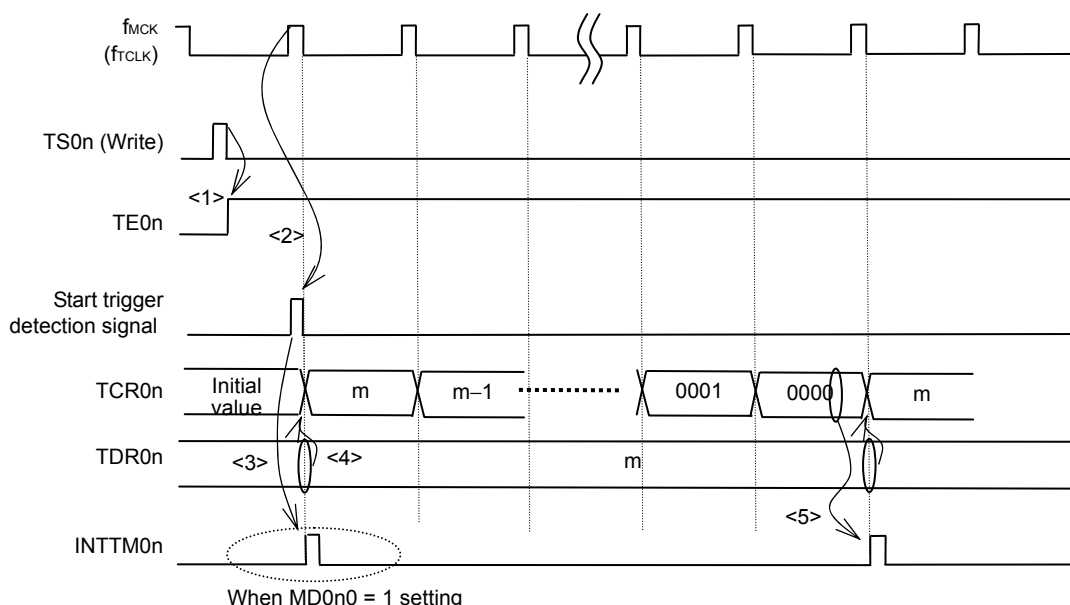 fMCK
(fTCLK)
TS0n (Write)
<1>
TE0n
<2>
Start trigger
detection signal
TCR0n
Initial
value
m
m−1
0001
0000
m
TDR0n
<3>
<4>
m
<5>
INTTM0n
When MD0n0 = 1 setting